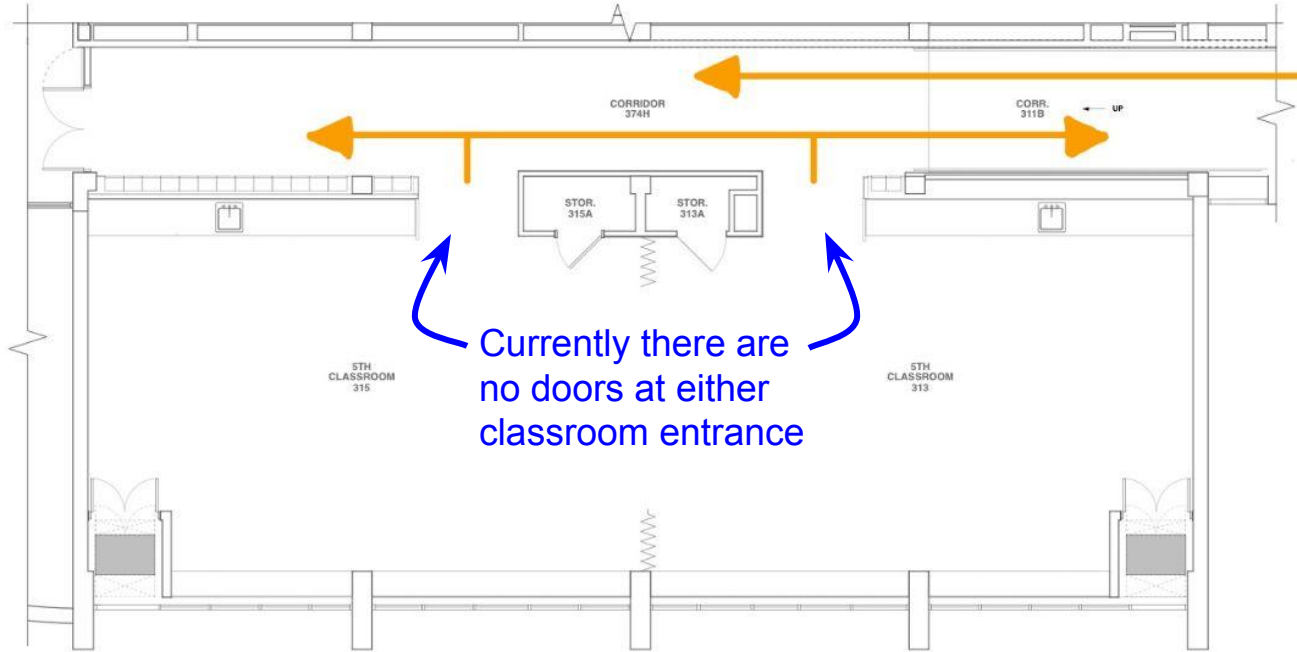 A
CORRIDOR
374H
CORR.
311B
UP
STOR.
315A
STOR.
313A
Currently there are
no doors at either
classroom entrance
5TH
CLASSROOM
315
5TH
CLASSROOM
313